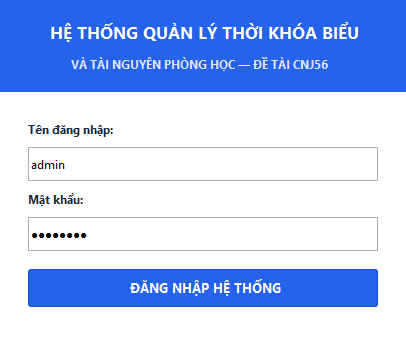 HỆ THỐNG QUẢN LÝ THỜI KHÓA BIỂU
VÀ TÀI NGUYÊN PHÒNG HỌC — ĐỀ TÀI CNJ56
Tên đăng nhập:
admin
Mật khẩu:
●●●●●●●●
ĐĂNG NHẬP HỆ THỐNG